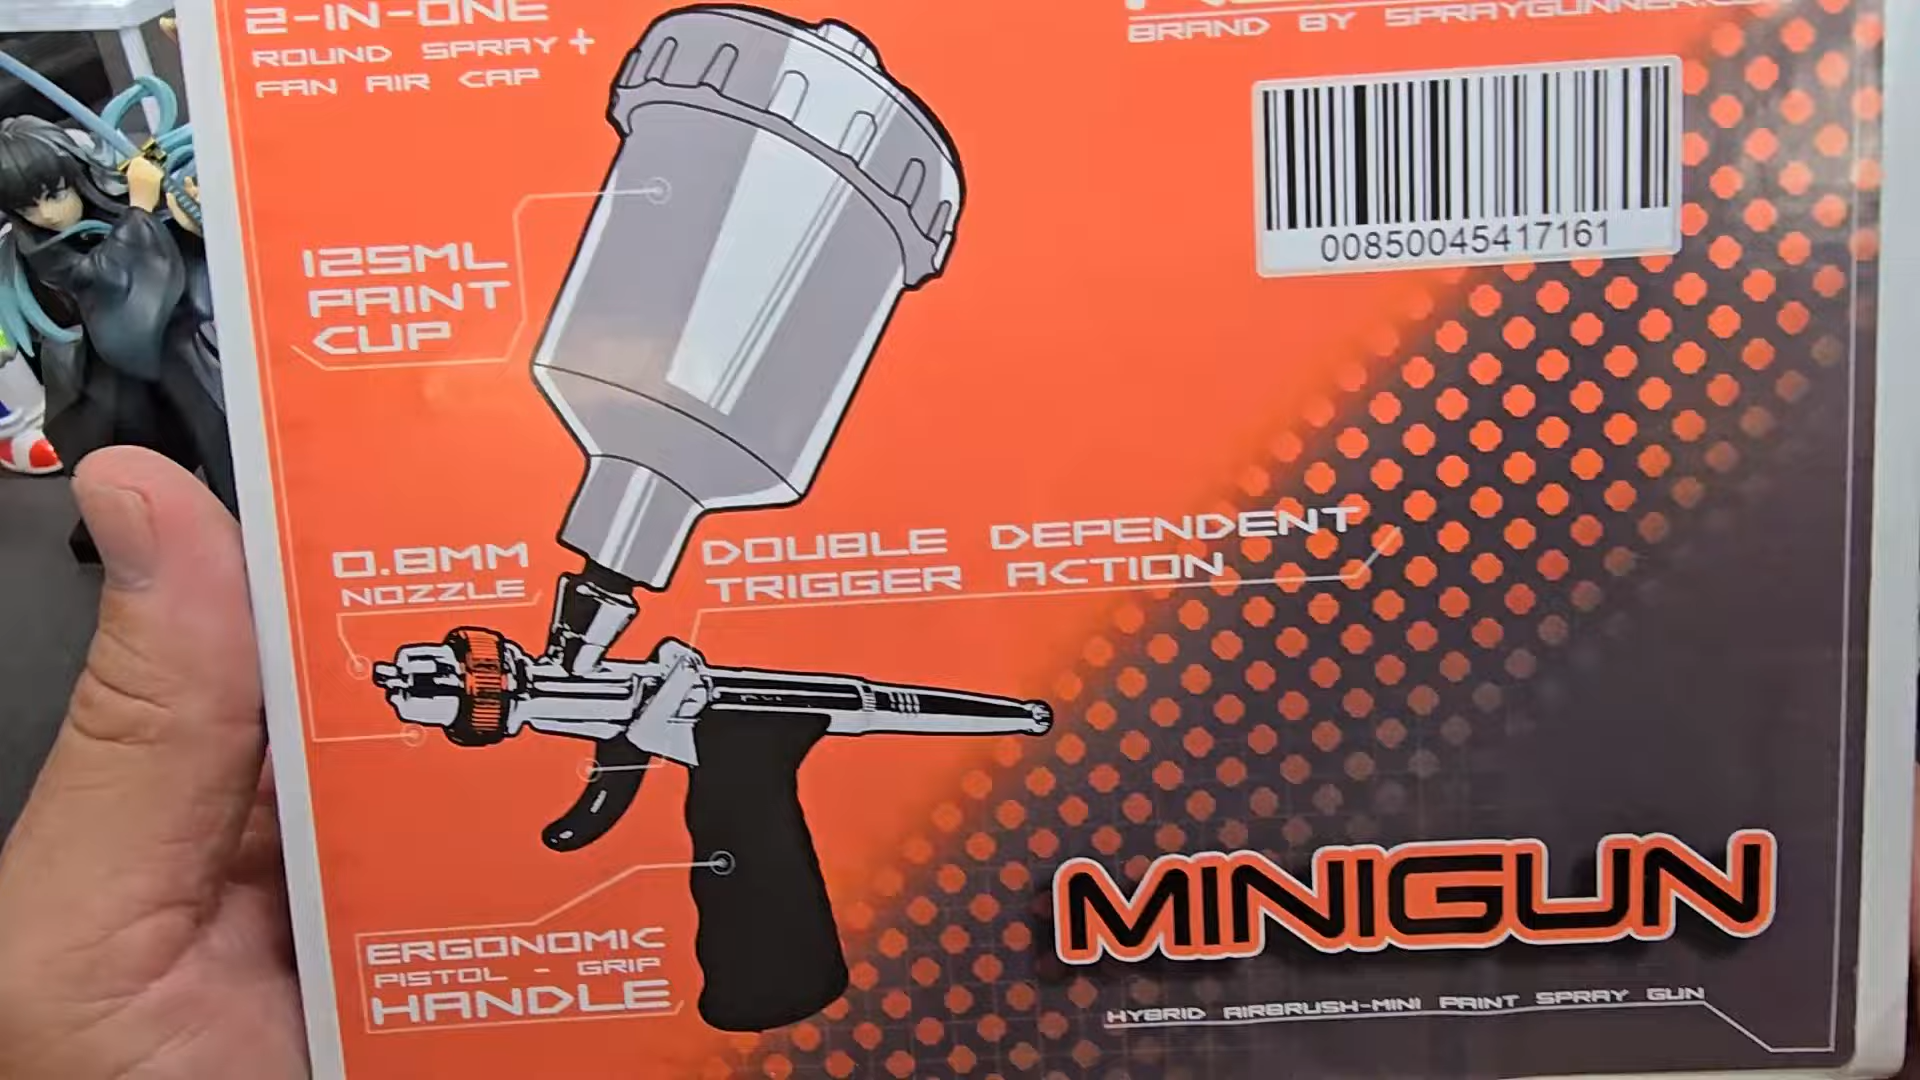 2-IN-ONE
ROUND SPRAY +
FAN AIR CAP
BRAND BY SPRAYGUNNER.
00850045417161
125ML
PAINT
CUP
0.8MM
NOZZLE
DOUBLE DEPENDENT
TRIGGER ACTION
ERGONOMIC
PISTOL - GRIP
HANDLE
MINIGUN
HYBRID AIRBRUSH-MINI PAINT SPRAY GUN